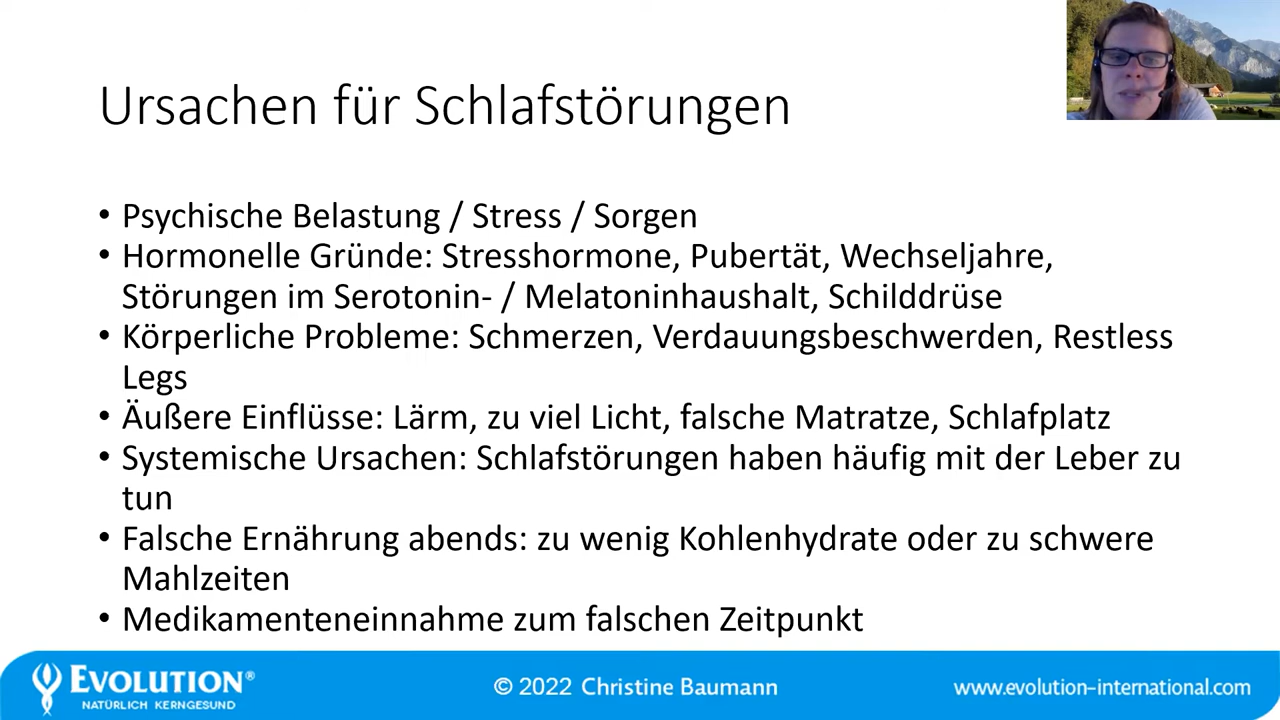 Ursachen für Schlafstörungen
• Psychische Belastung / Stress / Sorgen
• Hormonelle Gründe: Stresshormone, Pubertät, Wechseljahre,
Störungen im Serotonin- / Melatoninhaushalt, Schilddrüse
• Körperliche Probleme: Schmerzen, Verdauungsbeschwerden, Restless
Legs
• Äußere Einflüsse: Lärm, zu viel Licht, falsche Matratze, Schlafplatz
• Systemische Ursachen: Schlafstörungen haben häufig mit der Leber zu
tun
• Falsche Ernährung abends: zu wenig Kohlenhydrate oder zu schwere
Mahlzeiten
• Medikamenteneinnahme zum falschen Zeitpunkt
EVOLUTION®
NATÜRLICH KERNGESUND
© 2022 Christine Baumann
www.evolution-international.com